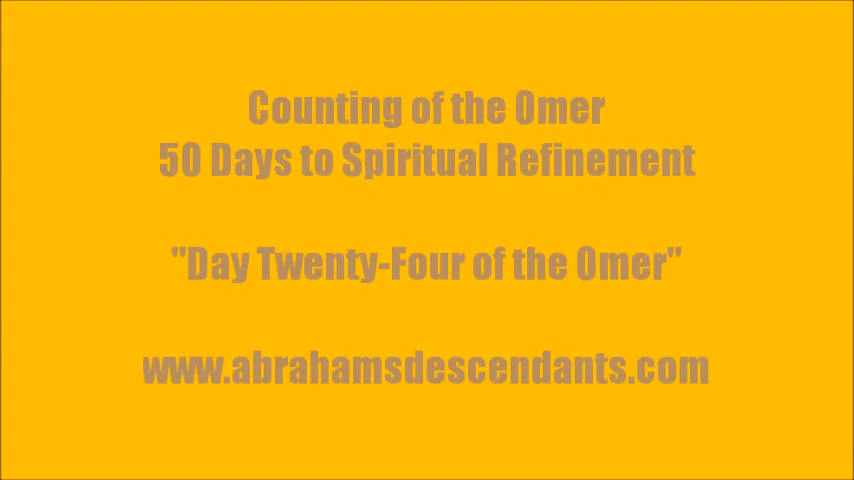 Counting of the Omer
50 Days to Spiritual Refinement
"Day Twenty-Four of the Omer"
www.abrahamsdescendants.com